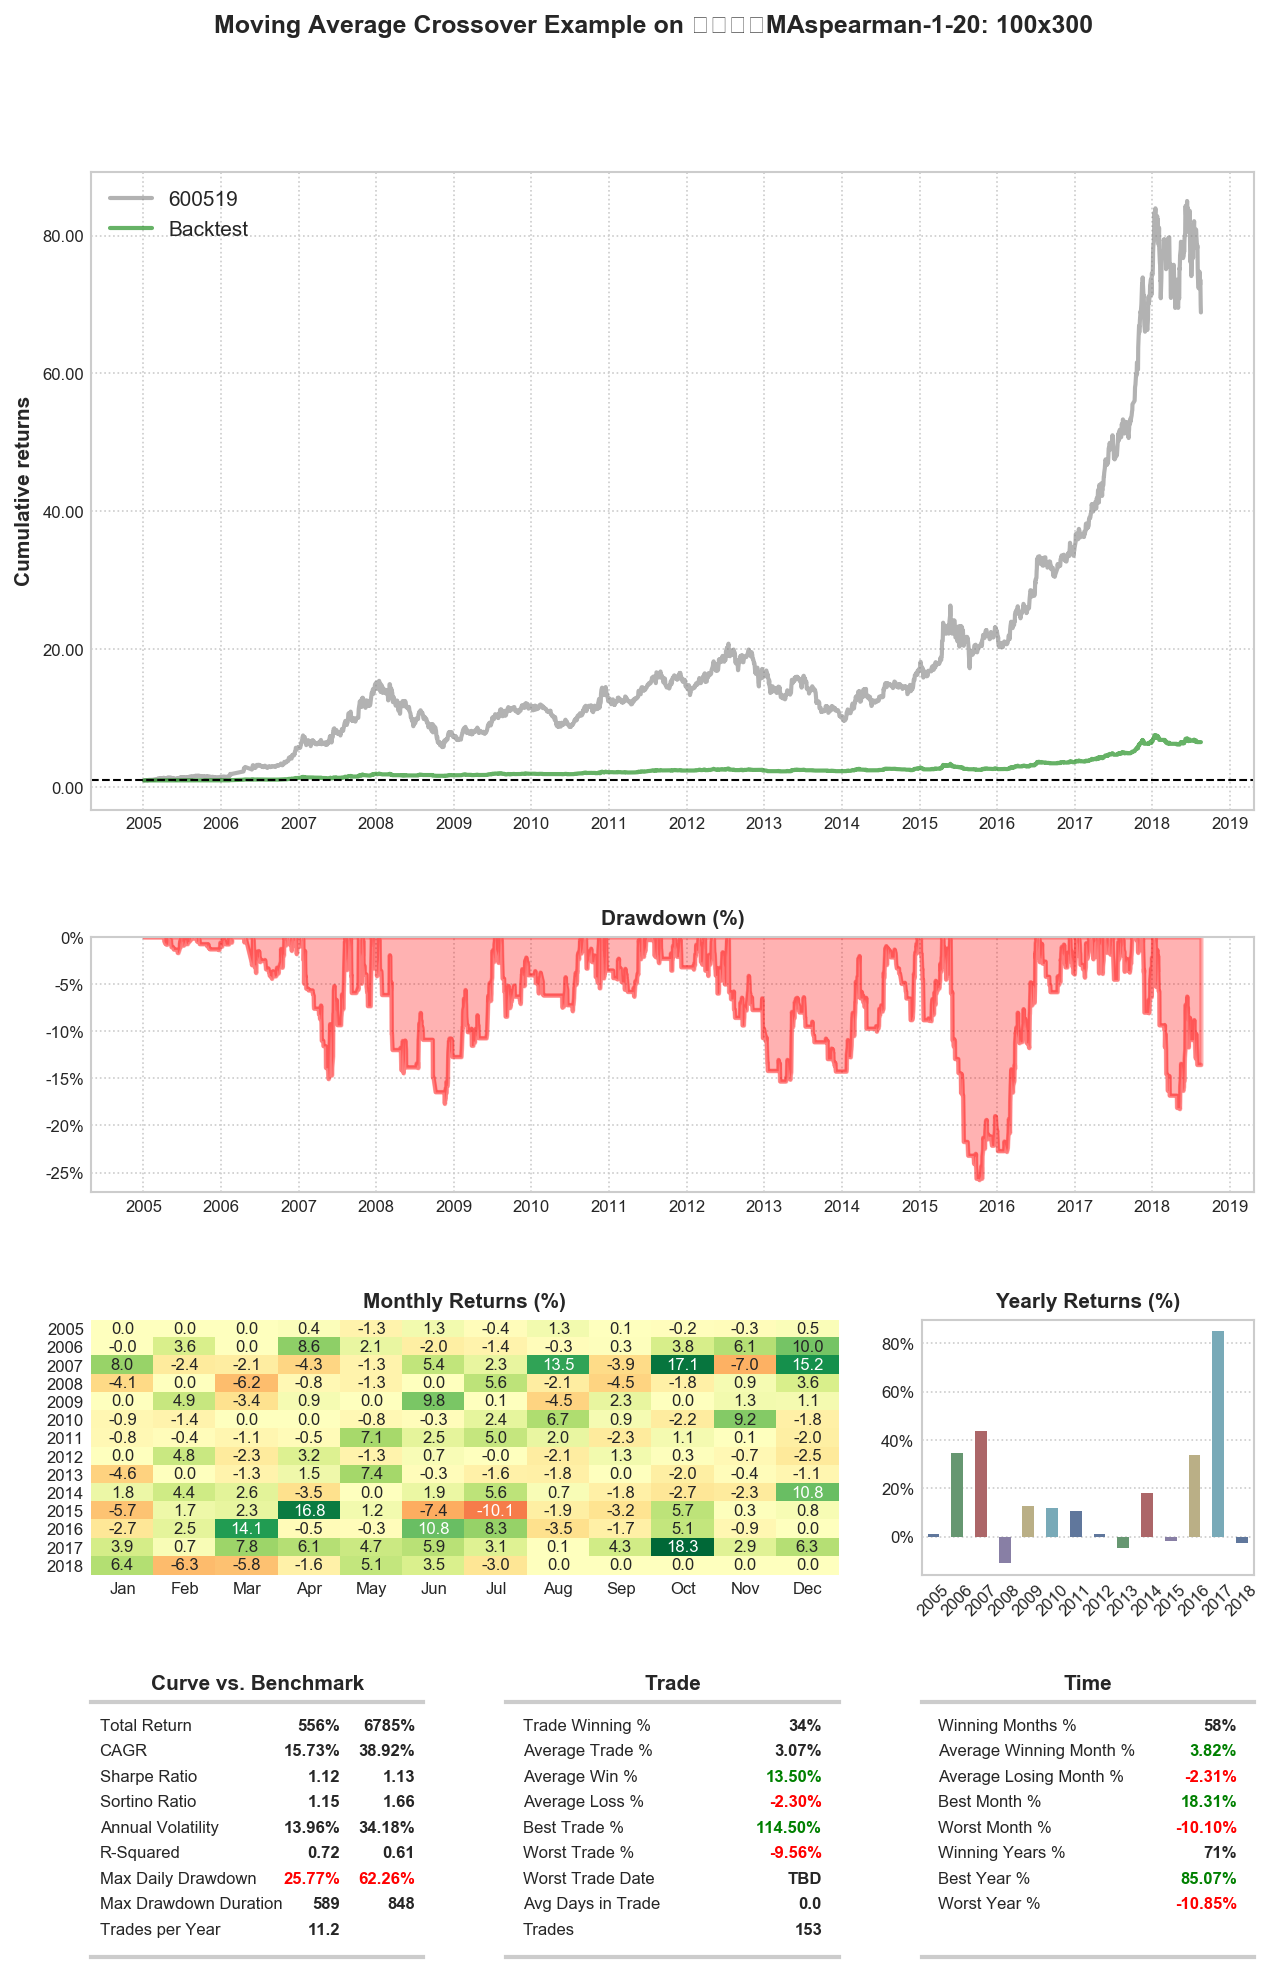 Moving Average Crossover Example on □□□□MAspearman-1-20: 100x300
600519
Backtest
Cumulative returns
80.00
60.00
40.00
20.00
0.00
2005 2006 2007 2008 2009 2010 2011 2012 2013 2014 2015 2016 2017 2018 2019
Drawdown (%)
0%
-5%
-10%
-15%
-20%
-25%
2005 2006 2007 2008 2009 2010 2011 2012 2013 2014 2015 2016 2017 2018 2019
Monthly Returns (%)
2005 0.0 0.0 0.0 0.4 -1.3 1.3 -0.4 1.3 0.1 -0.2 -0.3 0.5
2006 -0.0 3.6 0.0 8.6 2.1 -2.0 -1.4 -0.3 0.3 3.8 6.1 10.0
2007 8.0 -2.4 -2.1 -4.3 -1.3 5.4 2.3 13.5 -3.9 17.1 -7.0 15.2
2008 -4.1 0.0 -6.2 -0.8 -1.3 0.0 5.6 -2.1 -4.5 -1.8 0.9 3.6
2009 0.0 4.9 -3.4 0.9 0.0 9.8 0.1 -4.5 2.3 0.0 1.3 1.1
2010 -0.9 -1.4 0.0 0.0 -0.8 -0.3 2.4 6.7 0.9 -2.2 9.2 -1.8
2011 -0.8 -0.4 -1.1 -0.5 7.1 2.5 5.0 2.0 -2.3 1.1 0.1 -2.0
2012 0.0 4.8 -2.3 3.2 -1.3 0.7 -0.0 -2.1 1.3 0.3 -0.7 -2.5
2013 -4.6 0.0 -1.3 1.5 7.4 -0.3 -1.6 -1.8 0.0 -2.0 -0.4 -1.1
2014 1.8 4.4 2.6 -3.5 0.0 1.9 5.6 0.7 -1.8 -2.7 -2.3 10.8
2015 -5.7 1.7 2.3 16.8 1.2 -7.4 -10.1 -1.9 -3.2 5.7 0.3 0.8
2016 -2.7 2.5 14.1 -0.5 -0.3 10.8 8.3 -3.5 -1.7 5.1 -0.9 0.0
2017 3.9 0.7 7.8 6.1 4.7 5.9 3.1 0.1 4.3 18.3 2.9 6.3
2018 6.4 -6.3 -5.8 -1.6 5.1 3.5 -3.0 0.0 0.0 0.0 0.0 0.0
Jan Feb Mar Apr May Jun Jul Aug Sep Oct Nov Dec
Yearly Returns (%)
80%
60%
40%
20%
0%
2005 2006 2007 2008 2009 2010 2011 2012 2013 2014 2015 2016 2017 2018
Curve vs. Benchmark
Total Return 556% 6785%
CAGR 15.73% 38.92%
Sharpe Ratio 1.12 1.13
Sortino Ratio 1.15 1.66
Annual Volatility 13.96% 34.18%
R-Squared 0.72 0.61
Max Daily Drawdown 25.77% 62.26%
Max Drawdown Duration 589 848
Trades per Year 11.2
Trade
Trade Winning % 34%
Average Trade % 3.07%
Average Win % 13.50%
Average Loss % -2.30%
Best Trade % 114.50%
Worst Trade % -9.56%
Worst Trade Date TBD
Avg Days in Trade 0.0
Trades 153
Time
Winning Months % 58%
Average Winning Month % 3.82%
Average Losing Month % -2.31%
Best Month % 18.31%
Worst Month % -10.10%
Winning Years % 71%
Best Year % 85.07%
Worst Year % -10.85%